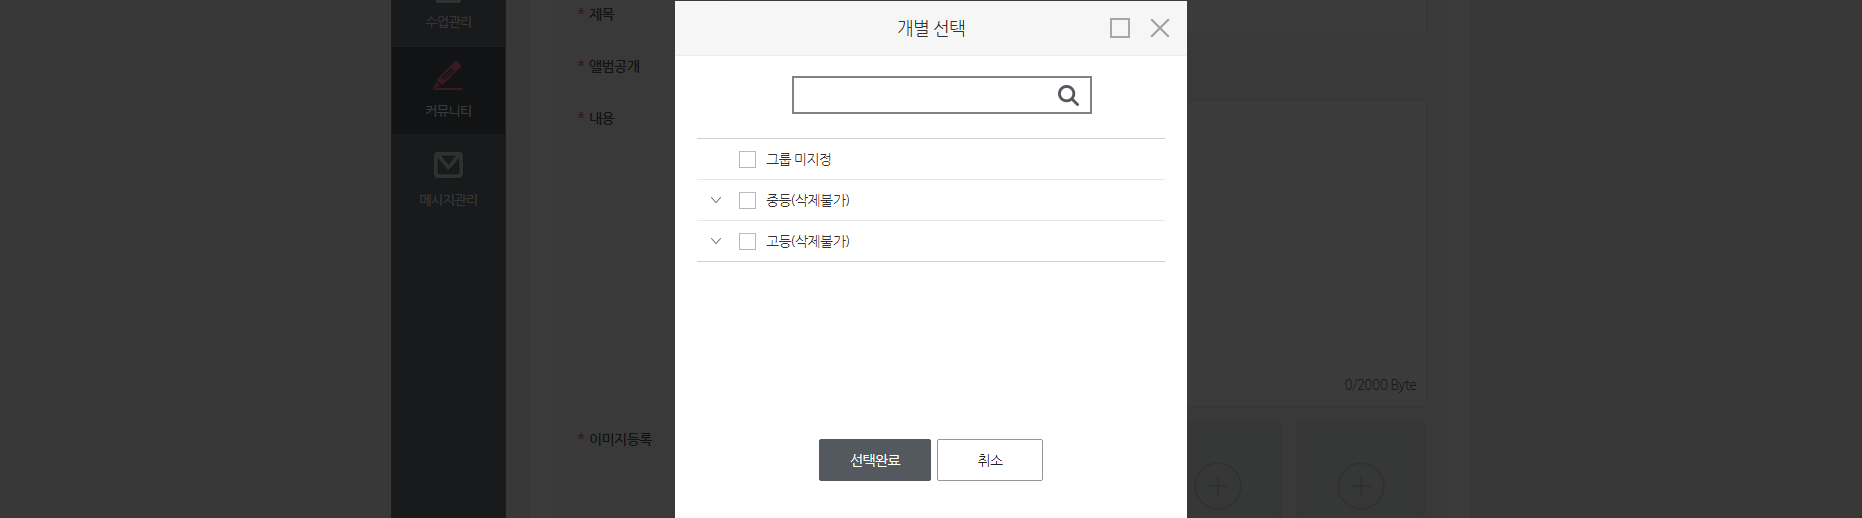 수업관리
커뮤니티
메시지관리
* 제목
* 앨범공개
* 내용
0/2000 Byte
* 이미지등록
개별 선택
그룹 미지정
중등(삭제불가)
고등(삭제불가)
선택완료
취소